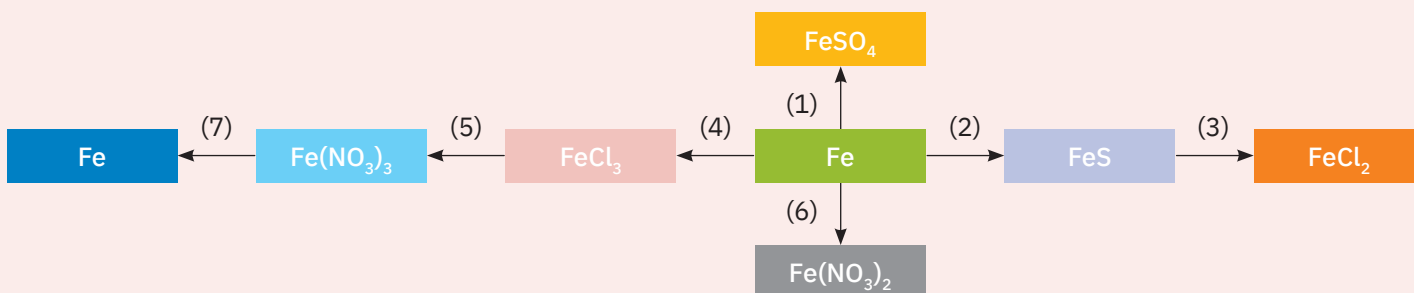 FeSO₄
(1)
(7) (5) (4) (2) (3)
Fe Fe(NO₃)₃ FeCl₃ Fe FeS FeCl₂
(6)
Fe(NO₃)₂